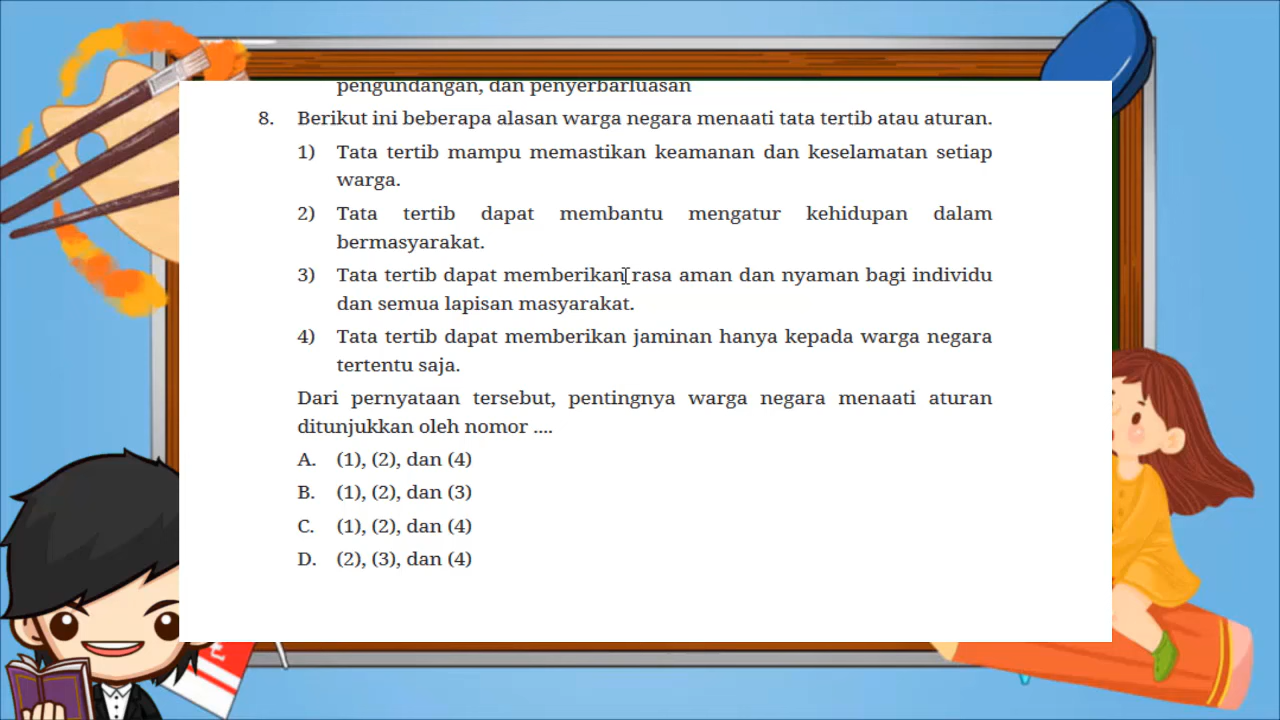 pengundangan, dan penyerbarluasan
8. Berikut ini beberapa alasan warga negara menaati tata tertib atau aturan.
1) Tata tertib mampu memastikan keamanan dan keselamatan setiap
warga.
2) Tata tertib dapat membantu mengatur kehidupan dalam
bermasyarakat.
3) Tata tertib dapat memberikan rasa aman dan nyaman bagi individu
dan semua lapisan masyarakat.
4) Tata tertib dapat memberikan jaminan hanya kepada warga negara
tertentu saja.
Dari pernyataan tersebut, pentingnya warga negara menaati aturan
ditunjukkan oleh nomor ....
A. (1), (2), dan (4)
B. (1), (2), dan (3)
C. (1), (2), dan (4)
D. (2), (3), dan (4)